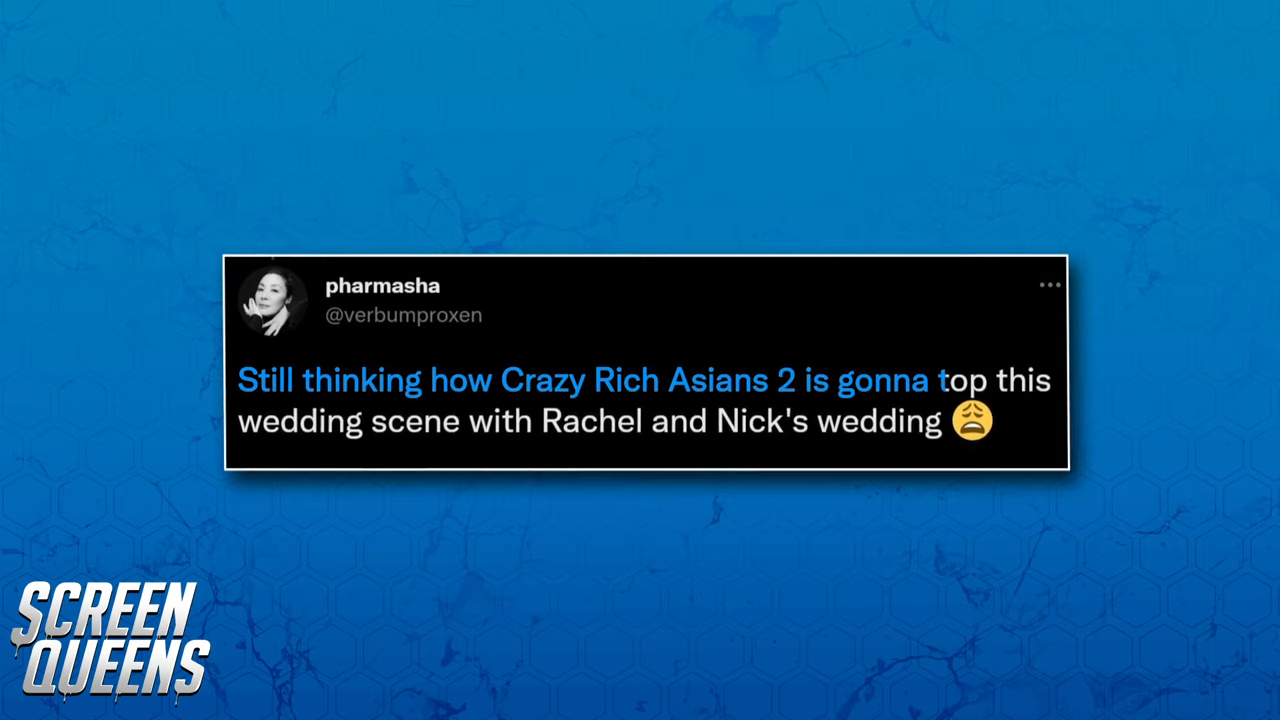 pharmasha
@verbumproxen
Still thinking how Crazy Rich Asians 2 is gonna top this
wedding scene with Rachel and Nick's wedding 😩
SCREEN
QUEENS